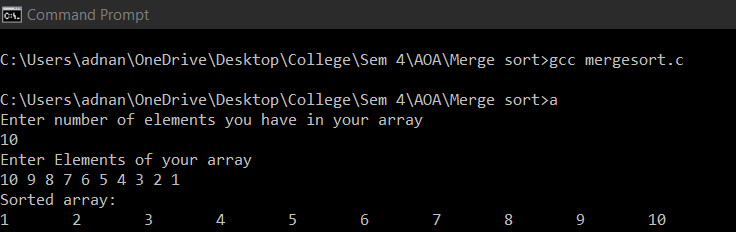 Command Prompt
C:\Users\adnan\OneDrive\Desktop\College\Sem 4\AOA\Merge sort>gcc mergesort.c
C:\Users\adnan\OneDrive\Desktop\College\Sem 4\AOA\Merge sort>a
Enter number of elements you have in your array
10
Enter Elements of your array
10 9 8 7 6 5 4 3 2 1
Sorted array:
1 2 3 4 5 6 7 8 9 10